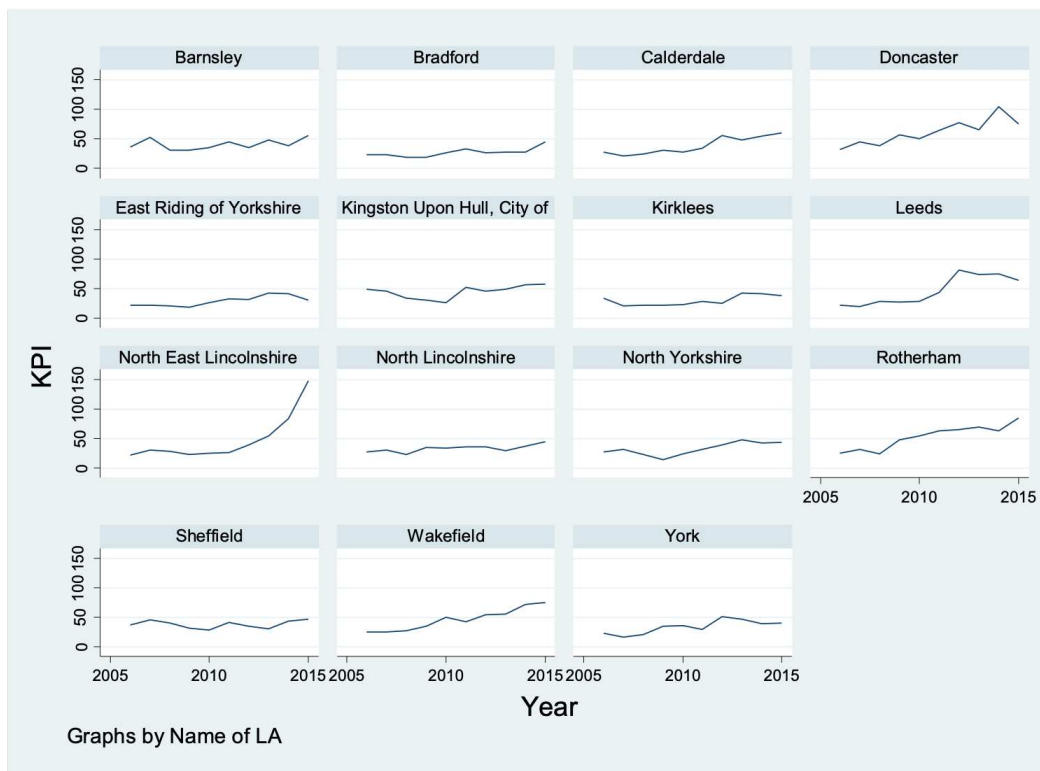 Barnsley
Bradford
Calderdale
Doncaster
0 50 100 150
East Riding of Yorkshire
Kingston Upon Hull, City of
Kirklees
Leeds
0 50 100 150
North East Lincolnshire
North Lincolnshire
North Yorkshire
Rotherham
0 50 100 150
2005 2010 2015
Sheffield
Wakefield
York
0 50 100 150
2005 2010 2015
2005 2010 2015
2005 2010 2015
KPI
Year
Graphs by Name of LA